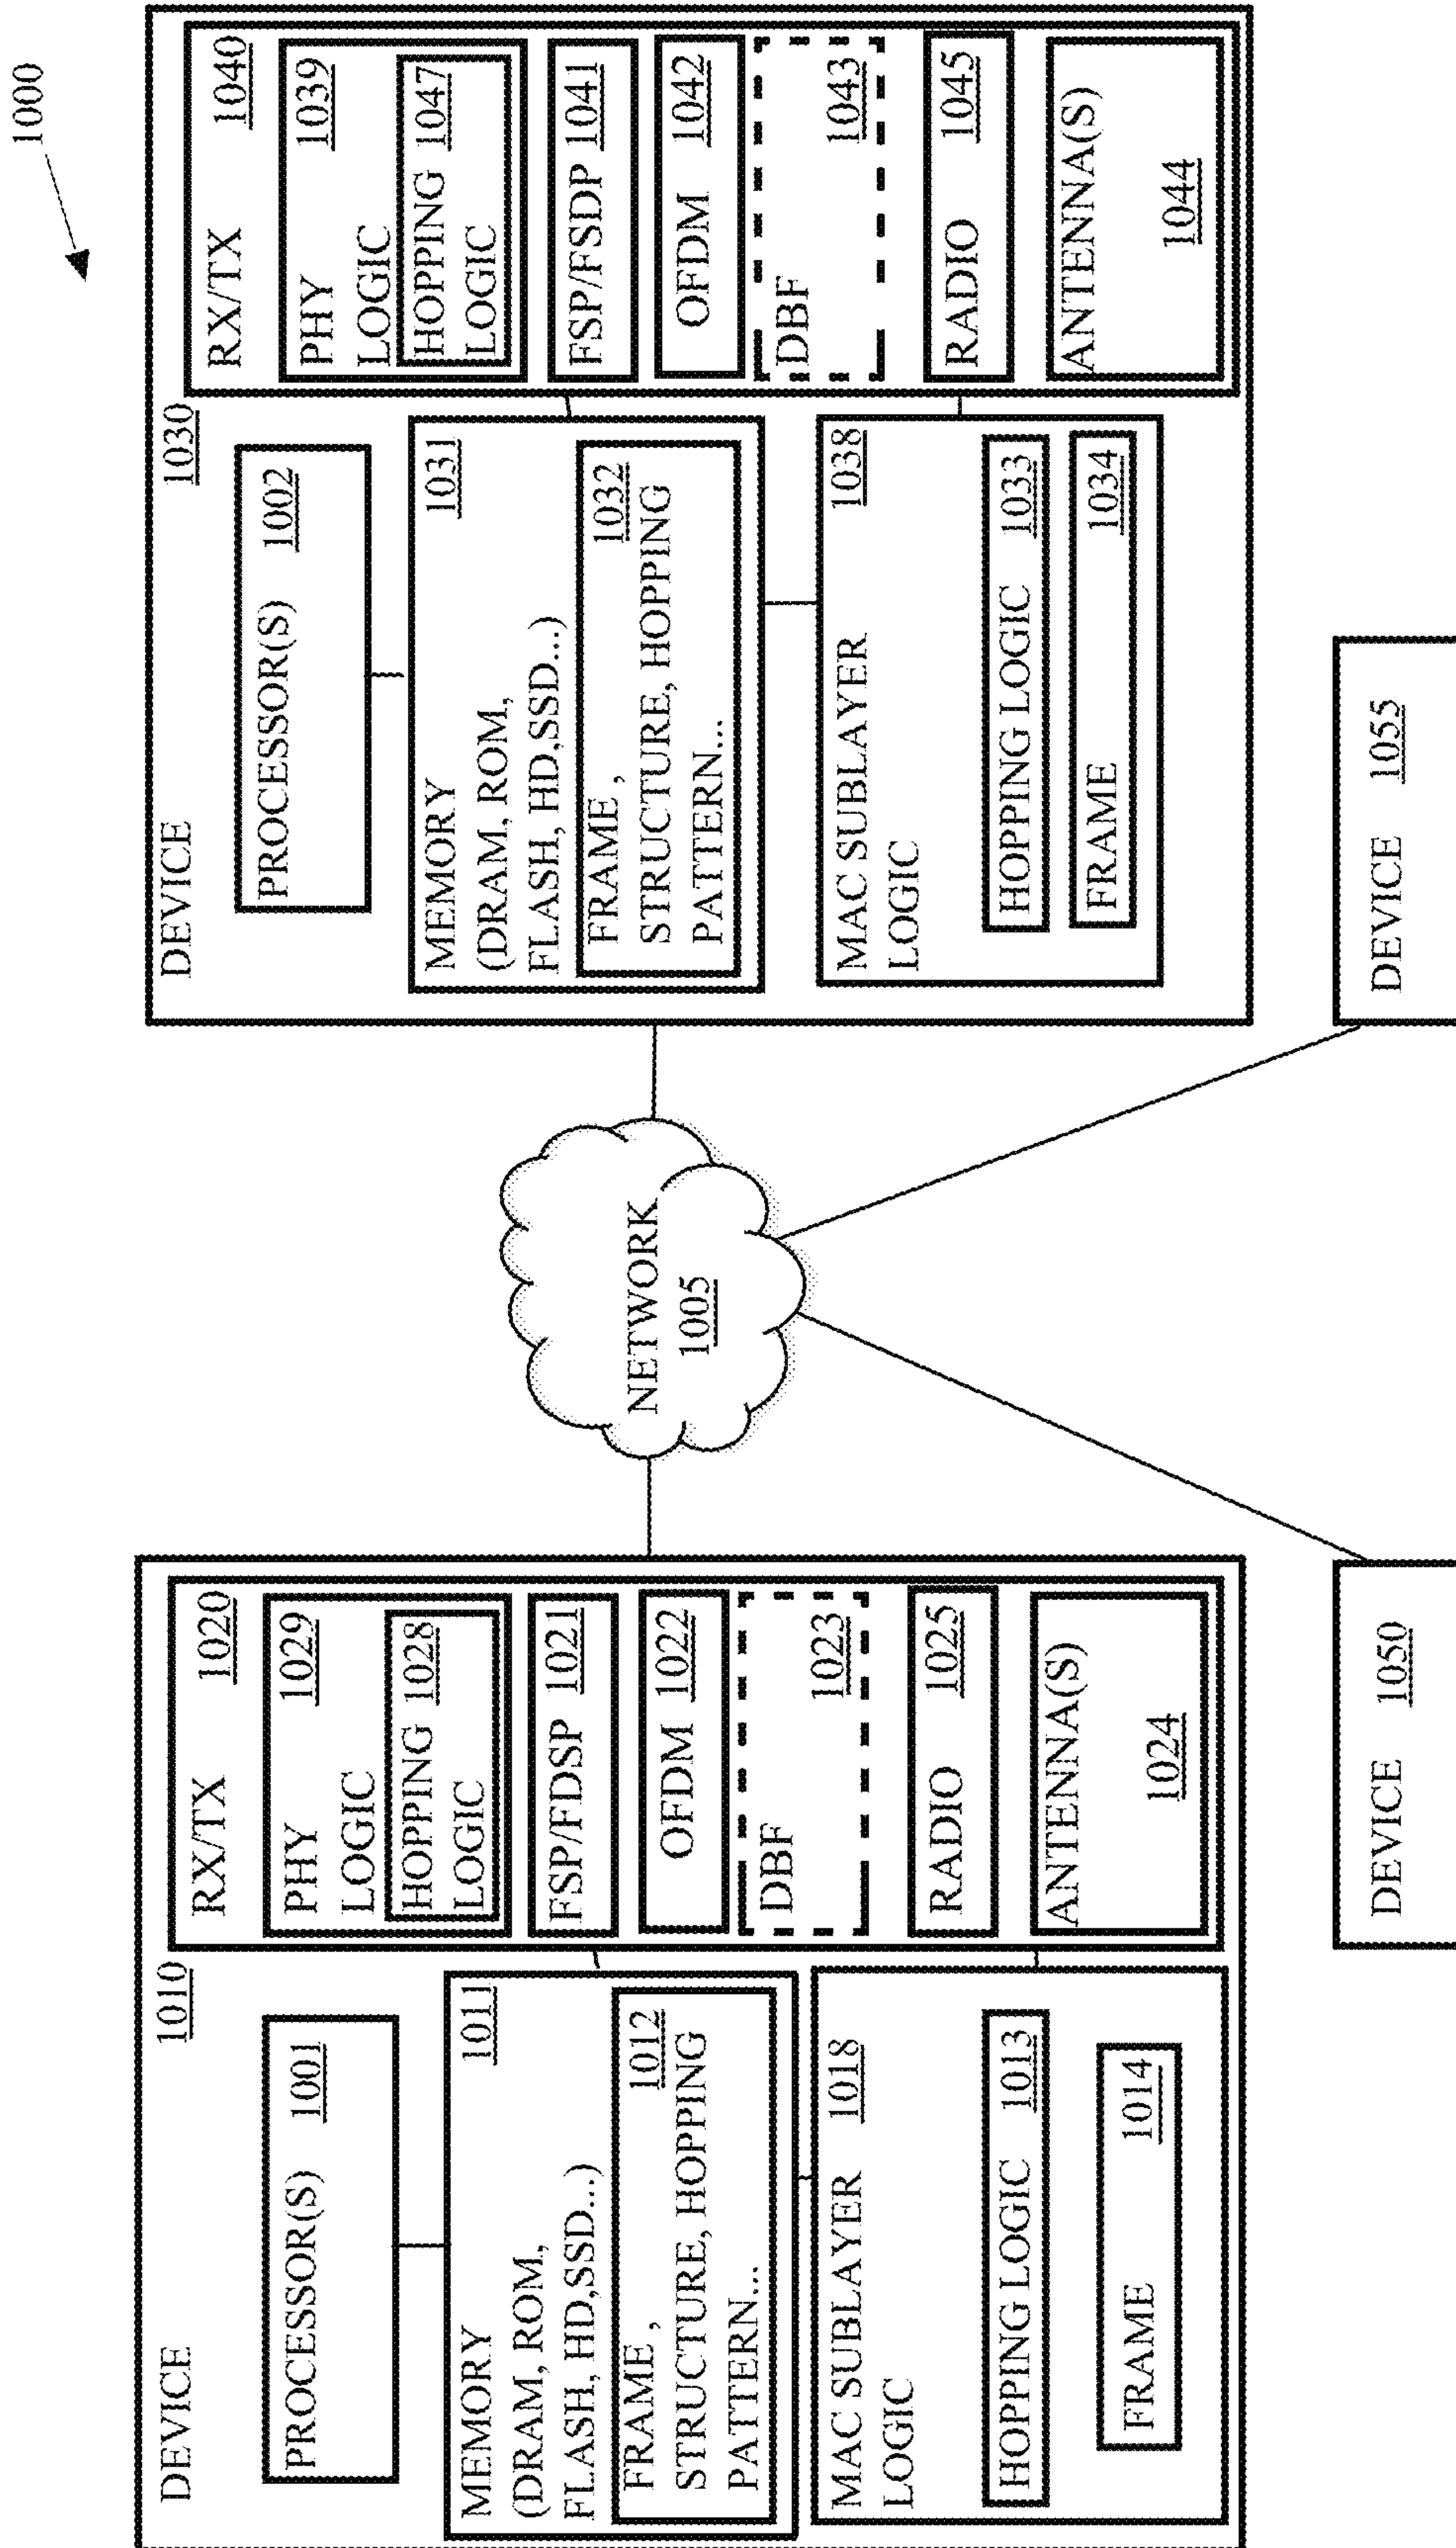 1000
DEVICE 1010
PROCESSOR(S) 1001
MEMORY 1011
(DRAM, ROM,
FLASH, HD,SSD...)
FRAME , 1012
STRUCTURE, HOPPING
PATTERN...
MAC SUBLAYER 1018
LOGIC
HOPPING LOGIC 1013
FRAME 1014
RX/TX 1020
PHY 1029
LOGIC
HOPPING 1028
LOGIC
FSP/FDSP 1021
OFDM 1022
DBF 1023
RADIO 1025
ANTENNA(S)
1024
NETWORK
1005
DEVICE 1030
PROCESSOR(S) 1002
MEMORY 1031
(DRAM, ROM,
FLASH, HD,SSD...)
FRAME , 1032
STRUCTURE, HOPPING
PATTERN...
MAC SUBLAYER 1038
LOGIC
HOPPING LOGIC 1033
FRAME 1034
RX/TX 1040
PHY 1039
LOGIC
HOPPING 1047
LOGIC
FSP/FSDP 1041
OFDM 1042
DBF 1043
RADIO 1045
ANTENNA(S)
1044
DEVICE 1050
DEVICE 1055